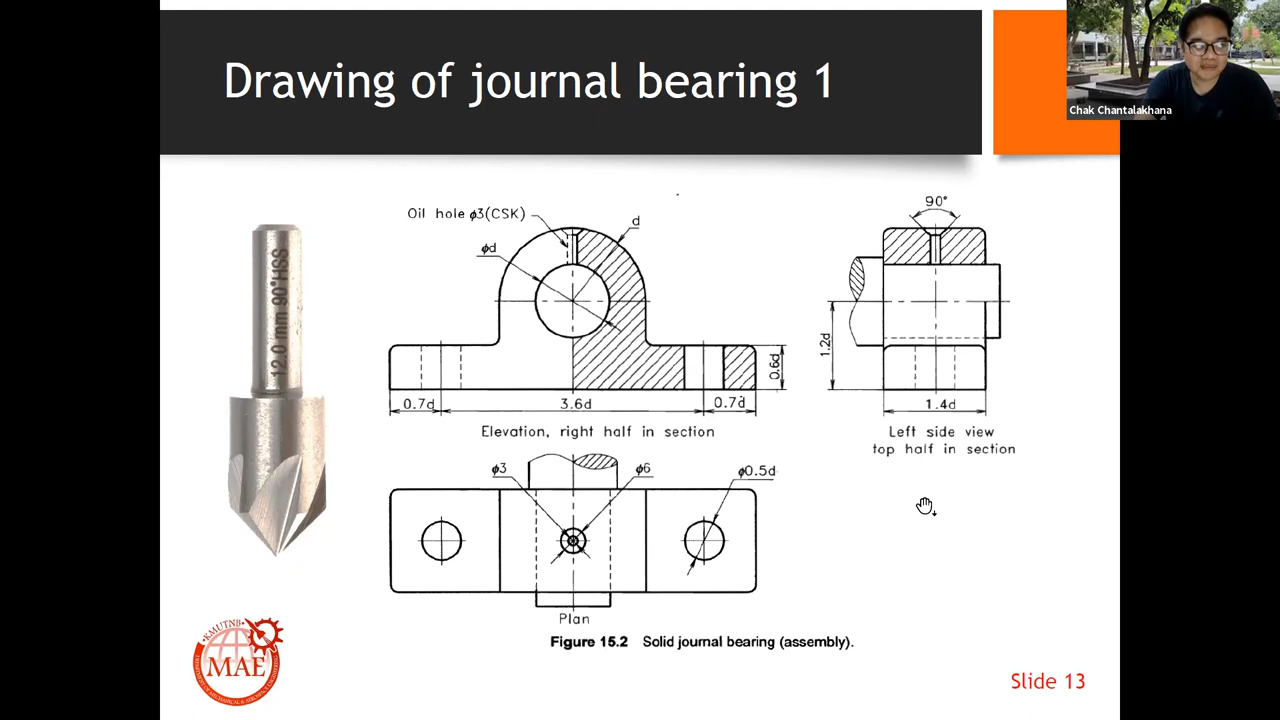 Drawing of journal bearing 1
Chak Chantalakhana
12.0 mm 90°HSS
Oil hole ϕ3(CSK)
d
ϕd
0.6d
0.7d
3.6d
0.7d
Elevation, right half in section
90°
1.2d
1.4d
Left side view
top half in section
ϕ3
ϕ6
ϕ0.5d
Plan
Figure 15.2 Solid journal bearing (assembly).
KMUTNB
MAE
Slide 13